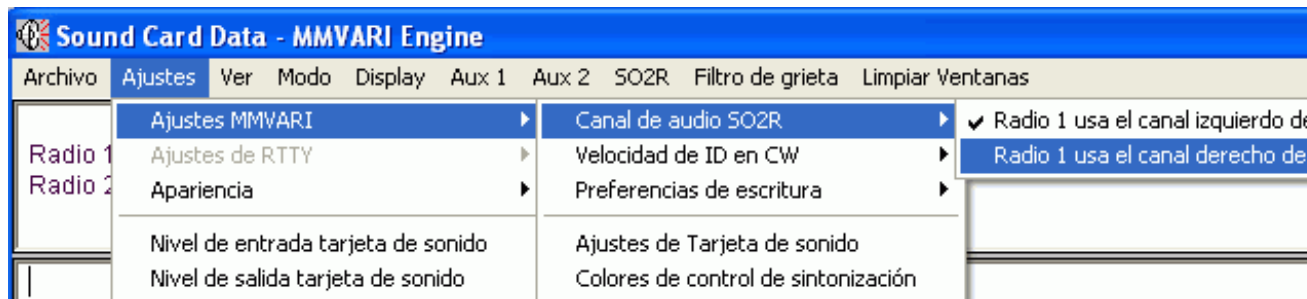 Sound Card Data - MMVARI Engine
Archivo Ajustes Ver Modo Display Aux 1 Aux 2 SO2R Filtro de grieta Limpiar Ventanas
Ajustes MMVARI Canal de audio SO2R Radio 1 usa el canal izquierdo de
Radio 1 Ajustes de RTTY Velocidad de ID en CW Radio 1 usa el canal derecho de
Radio 2 Apariencia Preferencias de escritura
Nivel de entrada tarjeta de sonido Ajustes de Tarjeta de sonido
Nivel de salida tarjeta de sonido Colores de control de sintonización